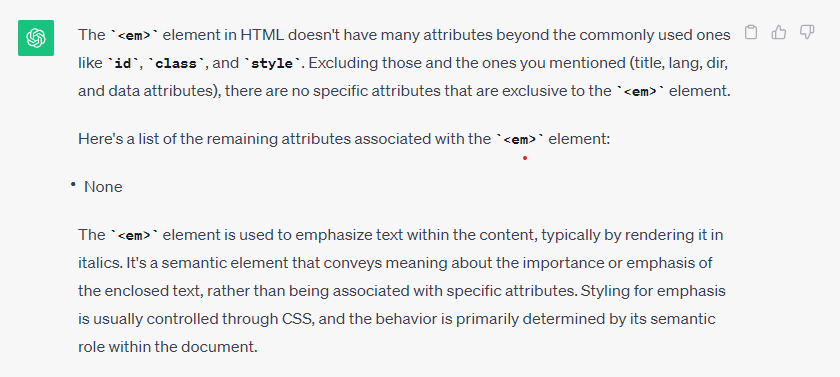 The `<em>` element in HTML doesn't have many attributes beyond the commonly used ones
like `id`, `class`, and `style`. Excluding those and the ones you mentioned (title, lang, dir,
and data attributes), there are no specific attributes that are exclusive to the `<em>` element.
Here's a list of the remaining attributes associated with the `<em>` element:
• None
The `<em>` element is used to emphasize text within the content, typically by rendering it in
italics. It's a semantic element that conveys meaning about the importance or emphasis of
the enclosed text, rather than being associated with specific attributes. Styling for emphasis
is usually controlled through CSS, and the behavior is primarily determined by its semantic
role within the document.